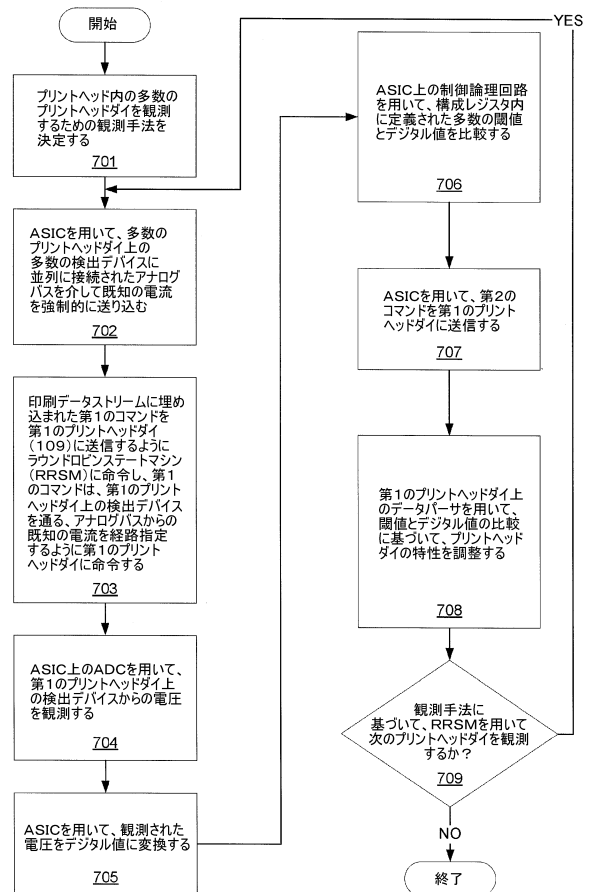 開始
プリントヘッド内の多数の
プリントヘッドダイを観測
するための観測手法を
決定する
701
ASICを用いて、多数の
プリントヘッドダイ上の
多数の検出デバイスに
並列に接続されたアナログ
バスを介して既知の電流
を強制的に送り込む
702
印刷データストリームに埋め
込まれた第1のコマンドを
第1のプリントヘッドダイ
(109)に送信するように
ラウンドロビンステートマシン
(RRSM)に命令し、第1
のコマンドは、第1のプリント
ヘッドダイ上の検出デバイス
を通る、アナログバスからの
既知の電流を経路指定
するように第1のプリント
ヘッドダイに命令する
703
ASIC上のADCを用いて、
第1のプリントヘッドダイ上
の検出デバイスからの電圧
を観測する
704
ASICを用いて、観測された
電圧をデジタル値に変換する
705
ASIC上の制御論理回路
を用いて、構成レジスタ内
に定義された多数の閾値
とデジタル値を比較する
706
ASICを用いて、第2の
コマンドを第1のプリント
ヘッドダイに送信する
707
第1のプリントヘッドダイ上
のデータパーサを用いて、
閾値とデジタル値の比較
に基づいて、プリントヘッド
ダイの特性を調整する
708
観測手法に
基づいて、RRSMを用いて
次のプリントヘッドダイを観測
するか?
709
YES
NO
終了